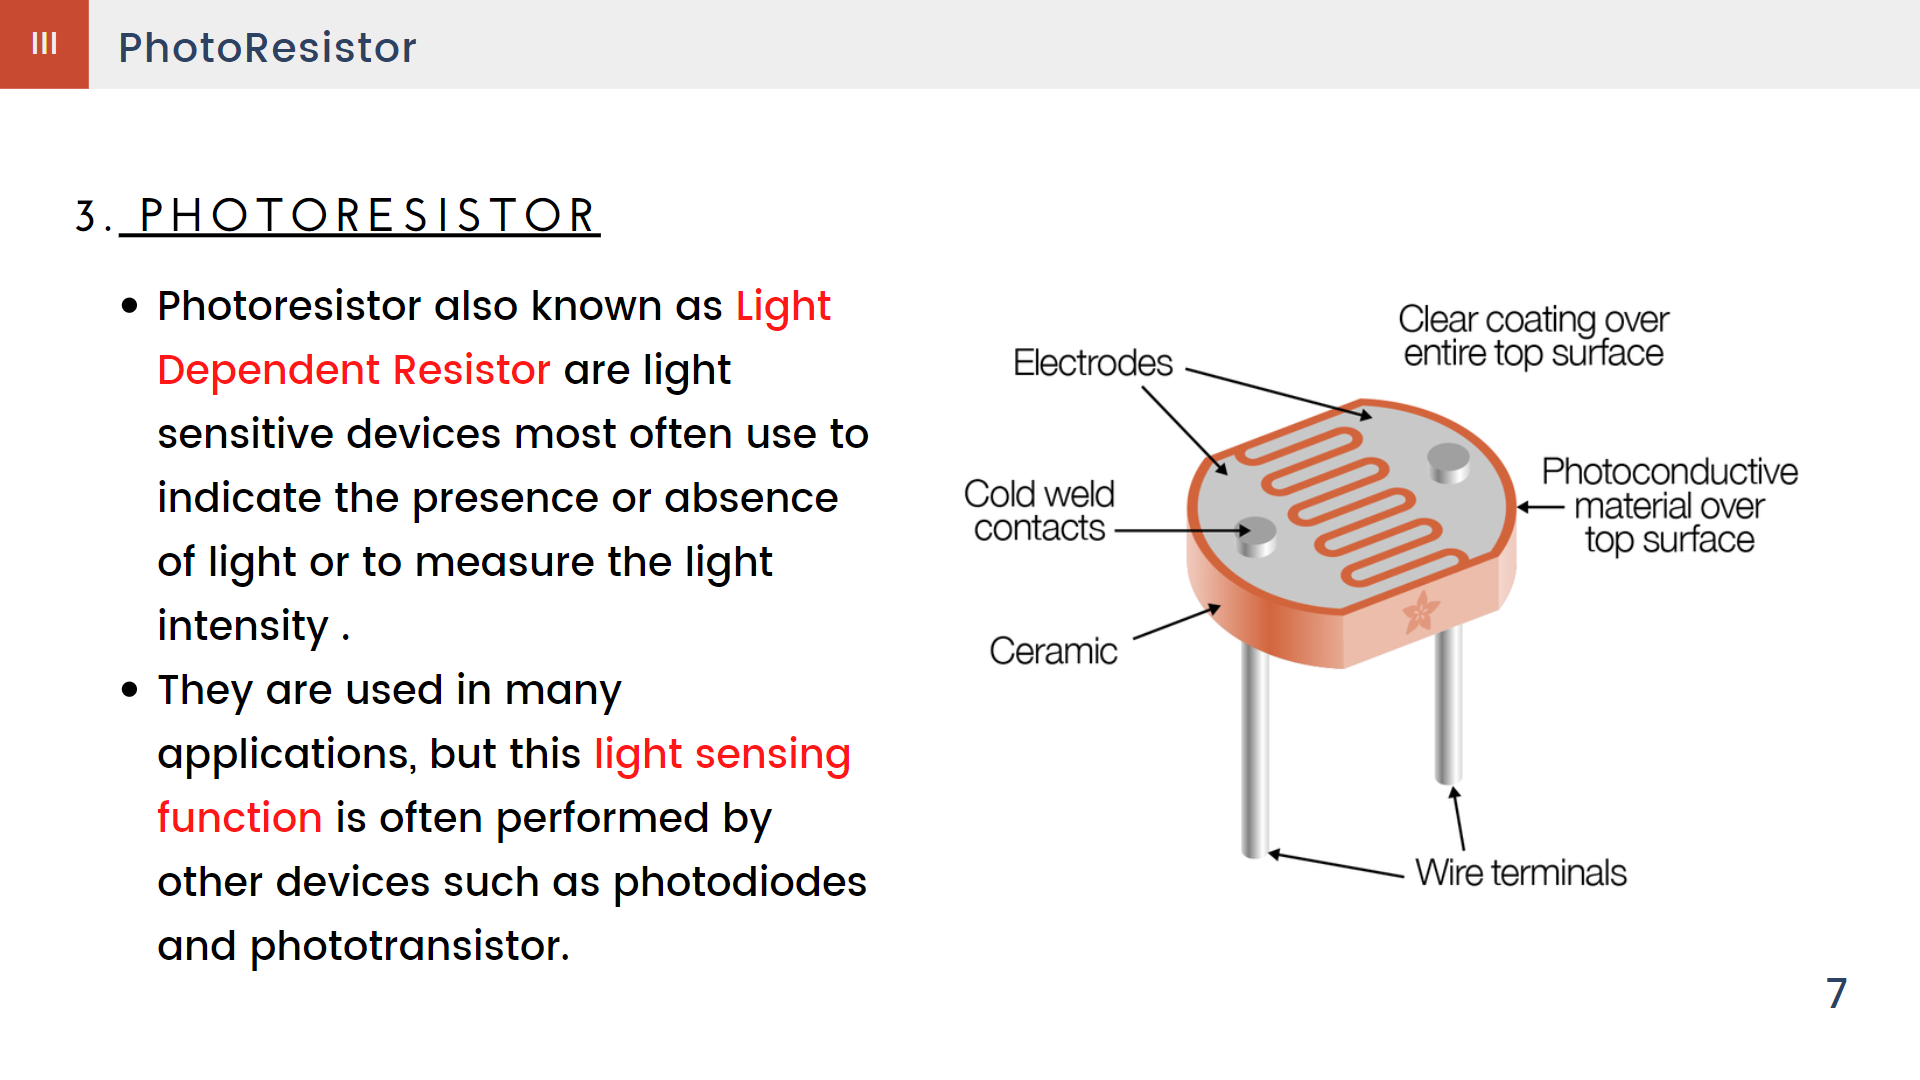 III
PhotoResistor
3. PHOTORESISTOR
• Photoresistor also known as Light
Dependent Resistor are light
sensitive devices most often use to
indicate the presence or absence
of light or to measure the light
intensity .
• They are used in many
applications, but this light sensing
function is often performed by
other devices such as photodiodes
and phototransistor.
Clear coating over
entire top surface
Electrodes
Photoconductive
material over
top surface
Cold weld
contacts
Ceramic
Wire terminals
7